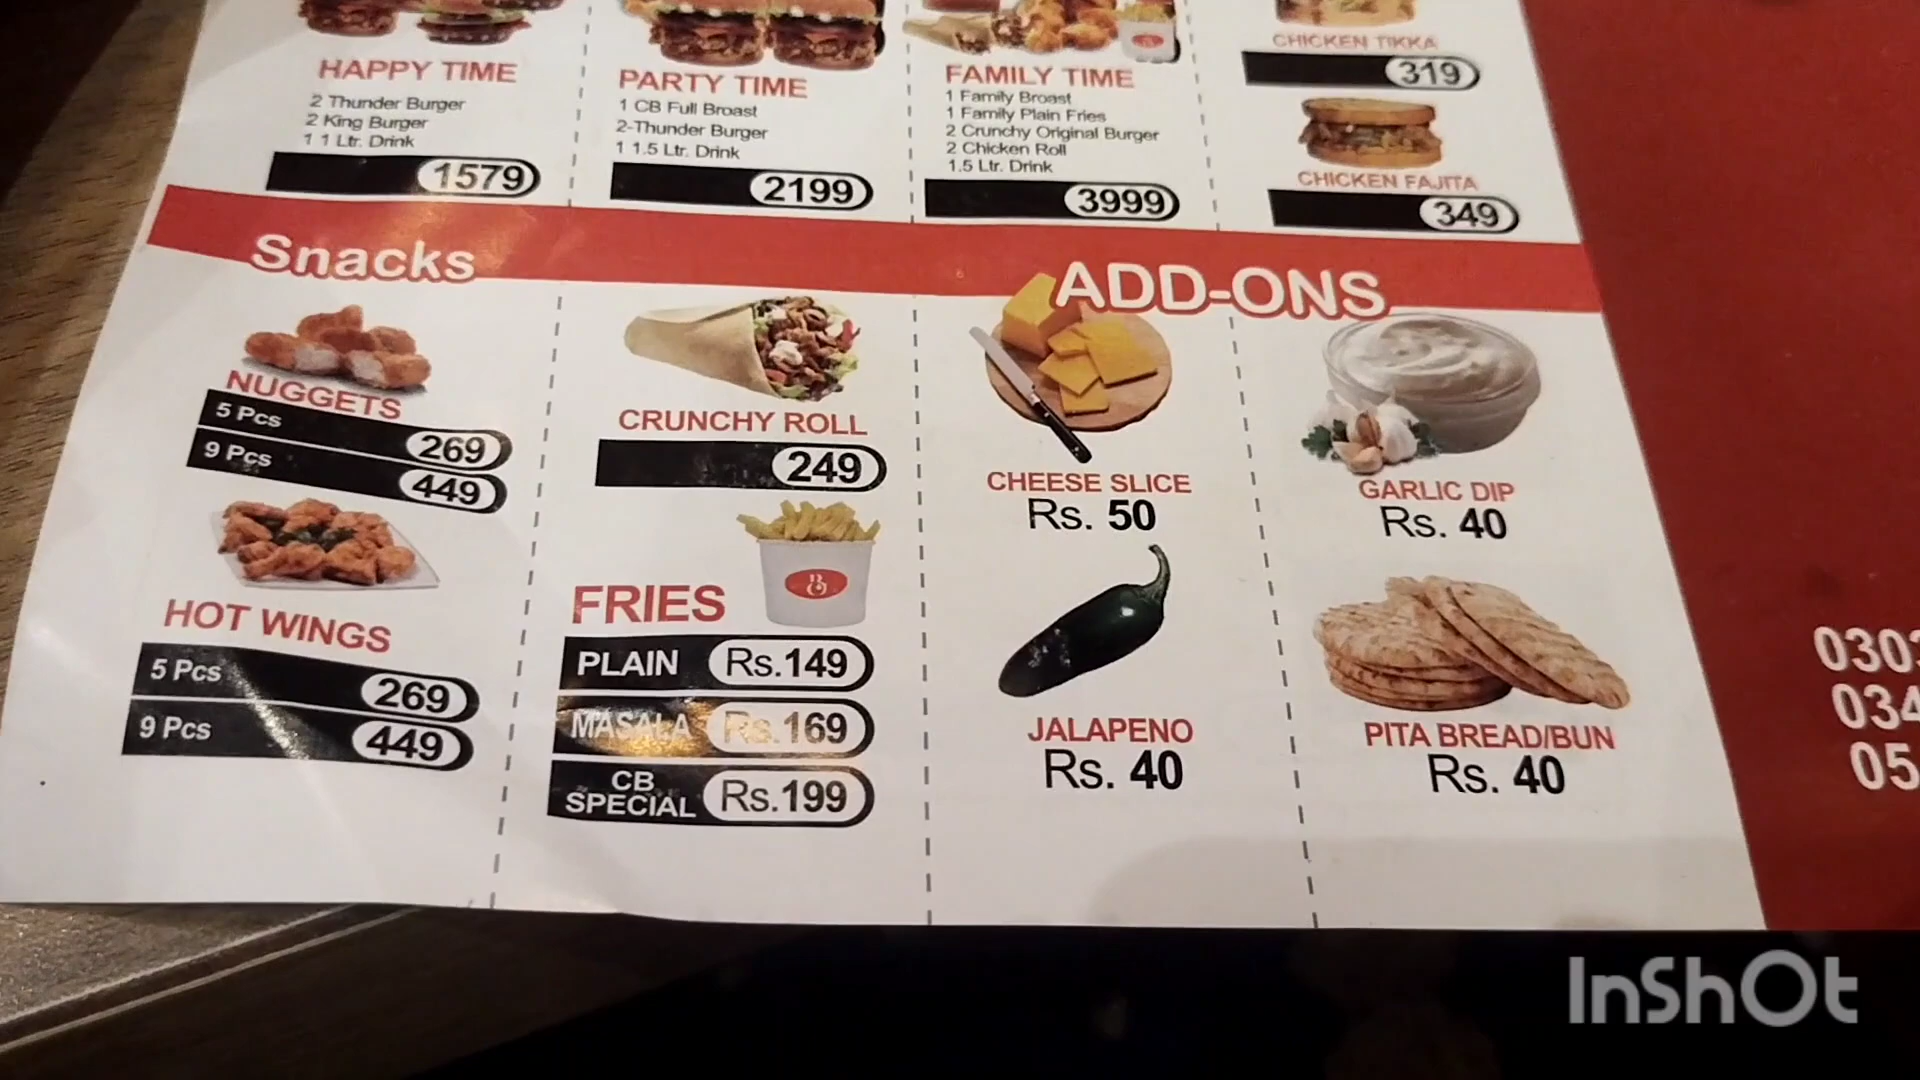 HAPPY TIME
2 Thunder Burger
2 King Burger
1 1 Ltr. Drink
1579
PARTY TIME
1 CB Full Broast
2-Thunder Burger
1 1.5 Ltr. Drink
2199
FAMILY TIME
1 Family Broast
1 Family Plain Fries
2 Crunchy Original Burger
2 Chicken Roll
1.5 Ltr. Drink
3999
CHICKEN TIKKA
319
CHICKEN FAJITA
349
Snacks
NUGGETS
5 Pcs 269
9 Pcs 449
HOT WINGS
5 Pcs 269
9 Pcs 449
CRUNCHY ROLL
249
FRIES
PLAIN Rs.149
MASALA Rs.169
CB SPECIAL Rs.199
ADD-ONS
CHEESE SLICE
Rs. 50
GARLIC DIP
Rs. 40
JALAPENO
Rs. 40
PITA BREAD/BUN
Rs. 40
034
05
InShOt